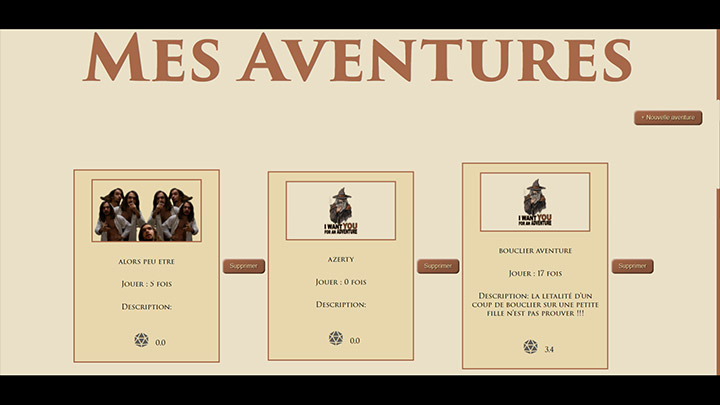 Mes Aventures
+ Nouvelle aventure
I WANT YOU
FOR AN ADVENTURE
I WANT YOU
FOR AN ADVENTURE
alors peu etre
Jouer : 5 fois
Description:
0.0
Supprimer
azerty
Jouer : 0 fois
Description:
0.0
Supprimer
bouclier aventure
Jouer : 17 fois
Description: la letalité d'un
coup de bouclier sur une petite
fille n'est pas prouver !!!
3.4
Supprimer